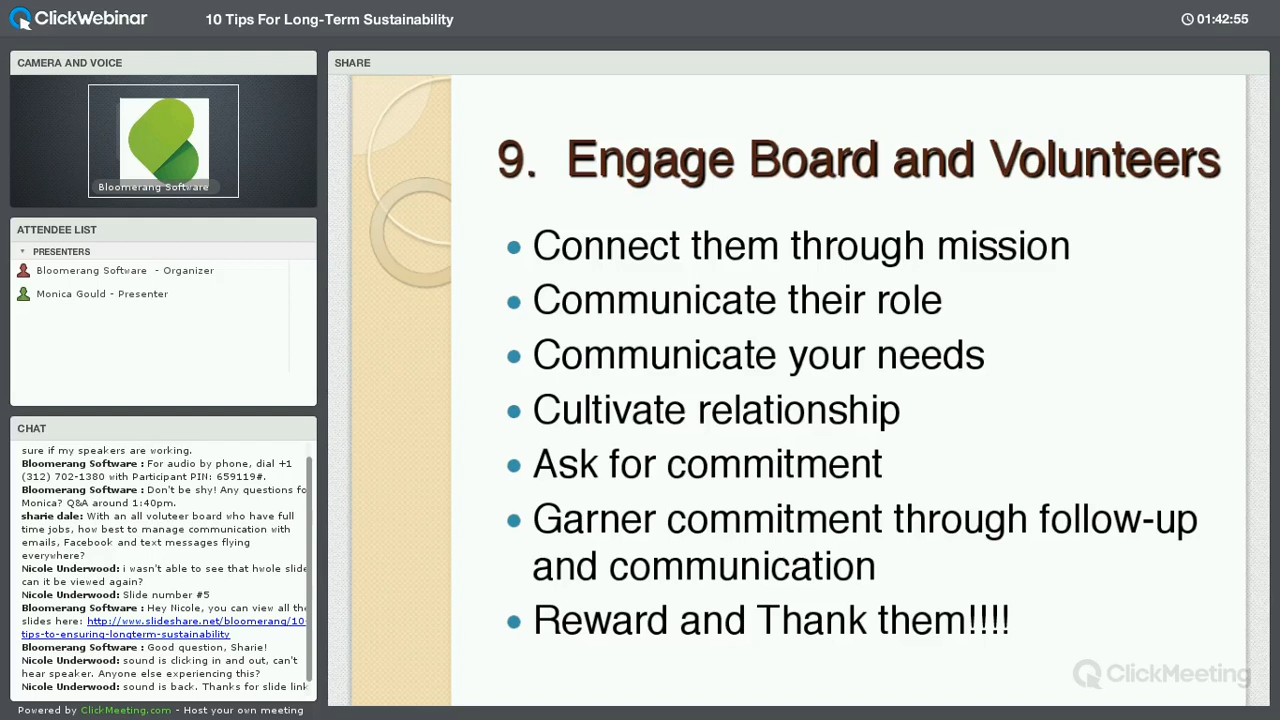 ClickWebinar
10 Tips For Long-Term Sustainability
01:42:55
CAMERA AND VOICE
Bloomerang Software
ATTENDEE LIST
PRESENTERS
Bloomerang Software - Organizer
Monica Gould - Presenter
CHAT
sure if my speakers are working.
Bloomerang Software : For audio by phone, dial +1
(312) 702-1380 with Participant PIN: 659119#.
Bloomerang Software : Don't be shy! Any questions fo
Monica? Q&A around 1:40pm.
sharie dale: With an all voluteer board who have full
time jobs, how best to manage communication with
emails, Facebook and text messages flying
everywhere?
Nicole Underwood: i wasn't able to see that hwole slide
can it be viewed again?
Nicole Underwood: Slide number #5
Bloomerang Software : Hey Nicole, you can view all the
slides here: http://www.slideshare.net/bloomerang/10
tips-to-ensuring-longterm-sustainability
Bloomerang Software : Good question, Sharie!
Nicole Underwood: sound is clicking in and out, can't
hear speaker. Anyone else experiencing this?
Nicole Underwood: sound is back. Thanks for slide link
Powered by ClickMeeting.com - Host your own meeting
SHARE
9. Engage Board and Volunteers
• Connect them through mission
• Communicate their role
• Communicate your needs
• Cultivate relationship
• Ask for commitment
• Garner commitment through follow-up
and communication
• Reward and Thank them!!!!
ClickMeeting